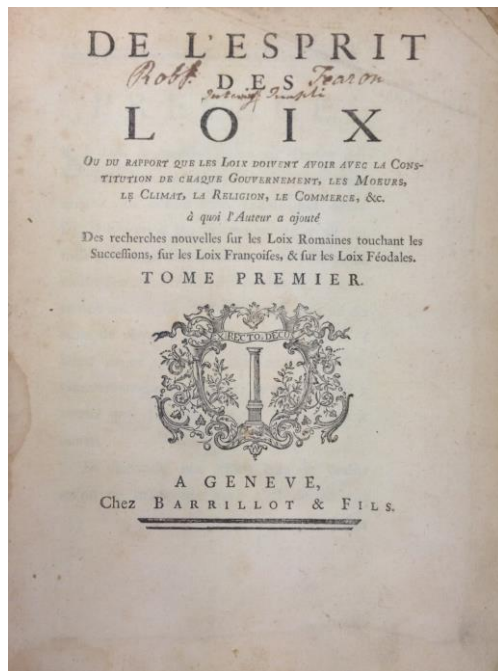 DE L'ESPRIT
DES
LOIX
OU DU RAPPORT QUE LES LOIX DOIVENT AVOIR AVEC LA CONS-
TITUTION DE CHAQUE GOUVERNEMENT, LES MOEURS,
LE CLIMAT, LA RELIGION, LE COMMERCE, &c.
à quoi l'Auteur a ajouté
Des recherches nouvelles sur les Loix Romaines touchant les
Successions, sur les Loix Françoises, & sur les Loix Féodales.
TOME PREMIER.
A GENEVE,
Chez BARRILLOT & FILS.